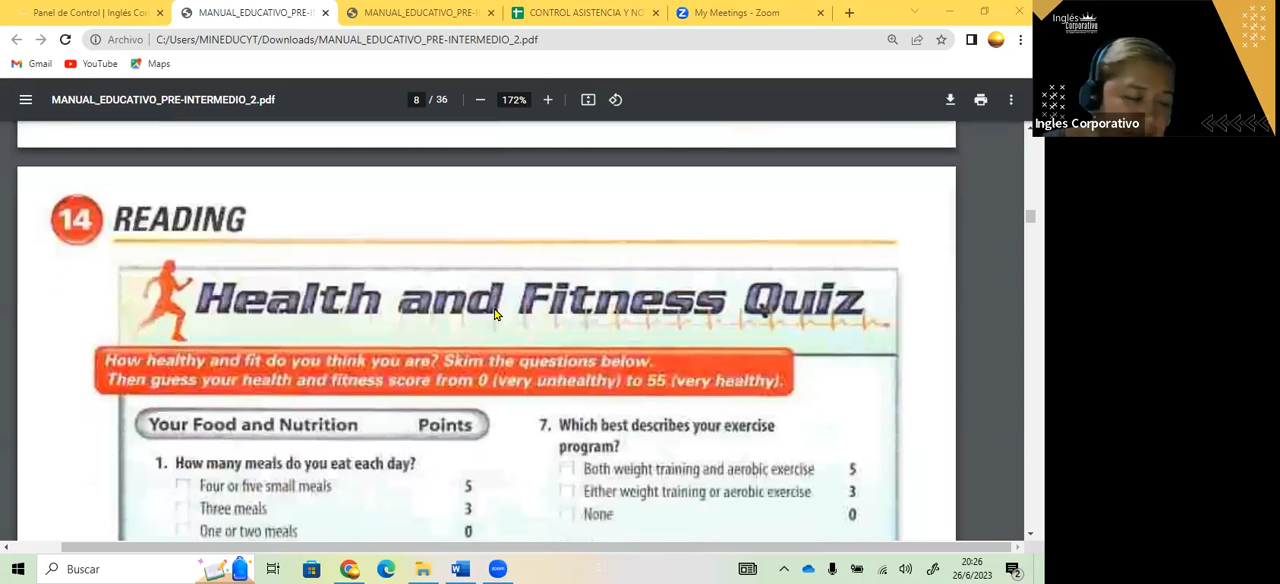 Panel de Control | Inglés Cor
MANUAL_EDUCATIVO_PRE-IN
MANUAL_EDUCATIVO_PRE-I
CONTROL ASISTENCIA Y NO
My Meetings - Zoom
Archivo
C:/Users/MINEDUCYT/Downloads/MANUAL_EDUCATIVO_PRE-INTERMEDIO_2.pdf
Gmail
YouTube
Maps
MANUAL_EDUCATIVO_PRE-INTERMEDIO_2.pdf
8 / 36
172%
Inglés
Corporativo
Ingles Corporativo
14 READING
Health and Fitness Quiz
How healthy and fit do you think you are? Skim the questions below.
Then guess your health and fitness score from 0 (very unhealthy) to 55 (very healthy).
Your Food and Nutrition Points
1. How many meals do you eat each day?
Four or five small meals 5
Three meals 3
One or two meals 0
7. Which best describes your exercise
program?
Both weight training and aerobic exercise 5
Either weight training or aerobic exercise 3
None 0
Buscar
20:26
26/6/2023
2